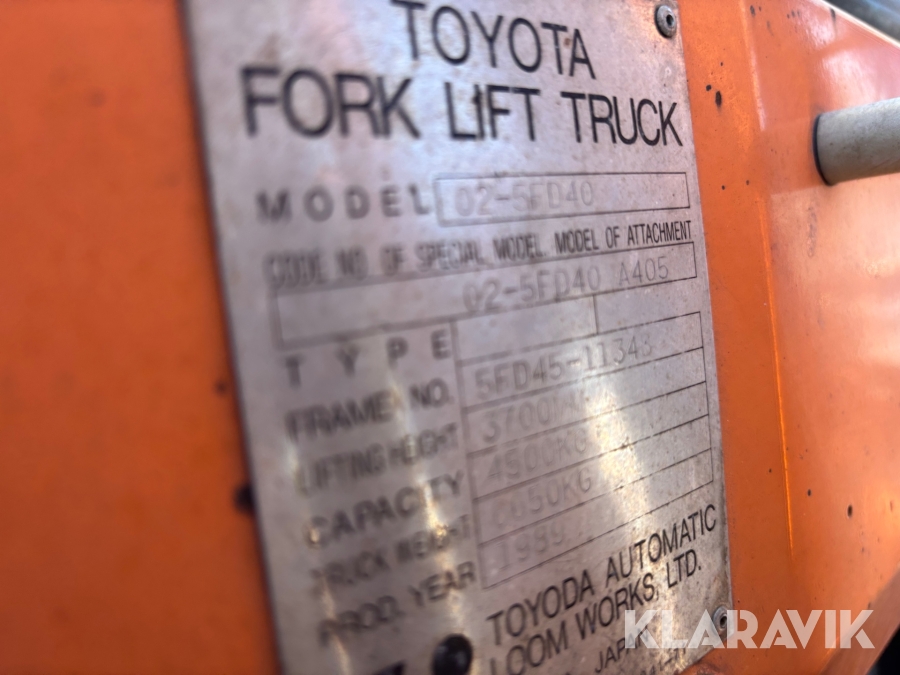 TOYOTA
FORK LIFT TRUCK
MODEL 02-5FD40
CODE NO. OF SPECIAL MODEL. MODEL OF ATTACHMENT
02-5FD40 A405
TYPE
FRAME NO. 5FD45-11343
LIFTING HEIGHT 3700MM
CAPACITY 4500KG
TRUCK WEIGHT
PROD. YEAR 1989
TOYODA AUTOMATIC
LOOM WORKS, LTD.
JAPAN
KLARAVIK